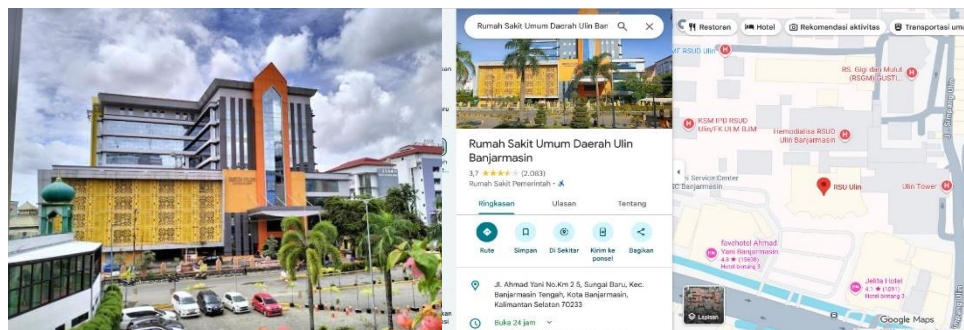 Rumah Sakit Umum Daerah Ulin Ban
Rumah Sakit Umum Daerah Ulin
Banjarmasin
3,7 ★★★★☆ (2.083)
Rumah Sakit Pemerintah ·
Ringkasan
Ulasan
Tentang
Rute
Simpan
Di Sekitar
Kirim ke
ponsel
Bagikan
Jl. Ahmad Yani No.Km 2 5, Sungai Baru, Kec.
Banjarmasin Tengah, Kota Banjarmasin,
Kalimantan Selatan 70233
Buka 24 jam
Restoran
Hotel
Rekomendasi aktivitas
Transportasi umu
RSUD Ulin
RS. Gigi dan Mulut
(RSGM) GUSTI...
KSM IPD RSUD
Ulin/FK ULM BJM
Hemodialisa RSUD
Ulin Banjarmasin
Service Center
C Banjarmasin
RSU Ulin
Ulin Tower
Jl. Simpang Ulin
favehotel Ahmad
Yani Banjarmasin
Hotel bintang 3
Jelita Hotel
4.1 ★ (1091)
Hotel bintang 3
Lapisan
Google Maps